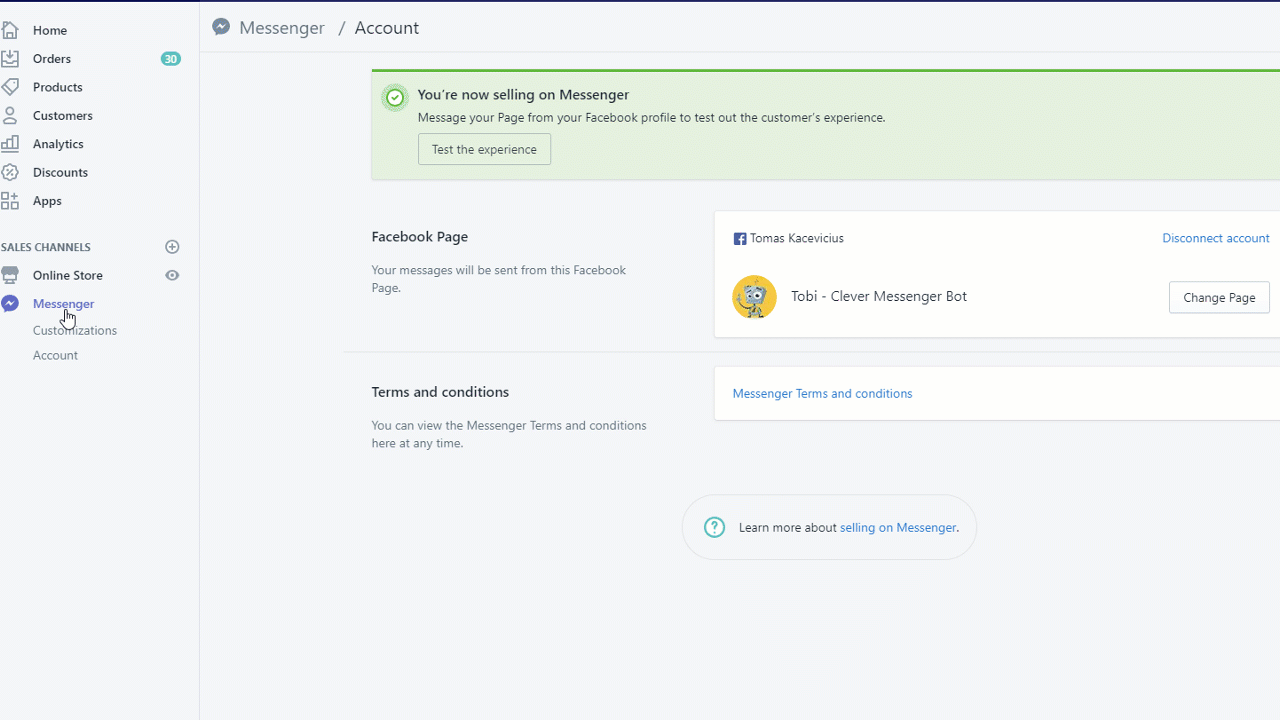 Home
Orders 30
Products
Customers
Analytics
Discounts
Apps
SALES CHANNELS
Online Store
Messenger
Customizations
Account
Messenger / Account
You're now selling on Messenger
Message your Page from your Facebook profile to test out the customer's experience.
Test the experience
Facebook Page
Your messages will be sent from this Facebook
Page.
Tomas Kacevicius Disconnect account
Tobi - Clever Messenger Bot Change Page
Terms and conditions
You can view the Messenger Terms and conditions
here at any time.
Messenger Terms and conditions
Learn more about selling on Messenger.